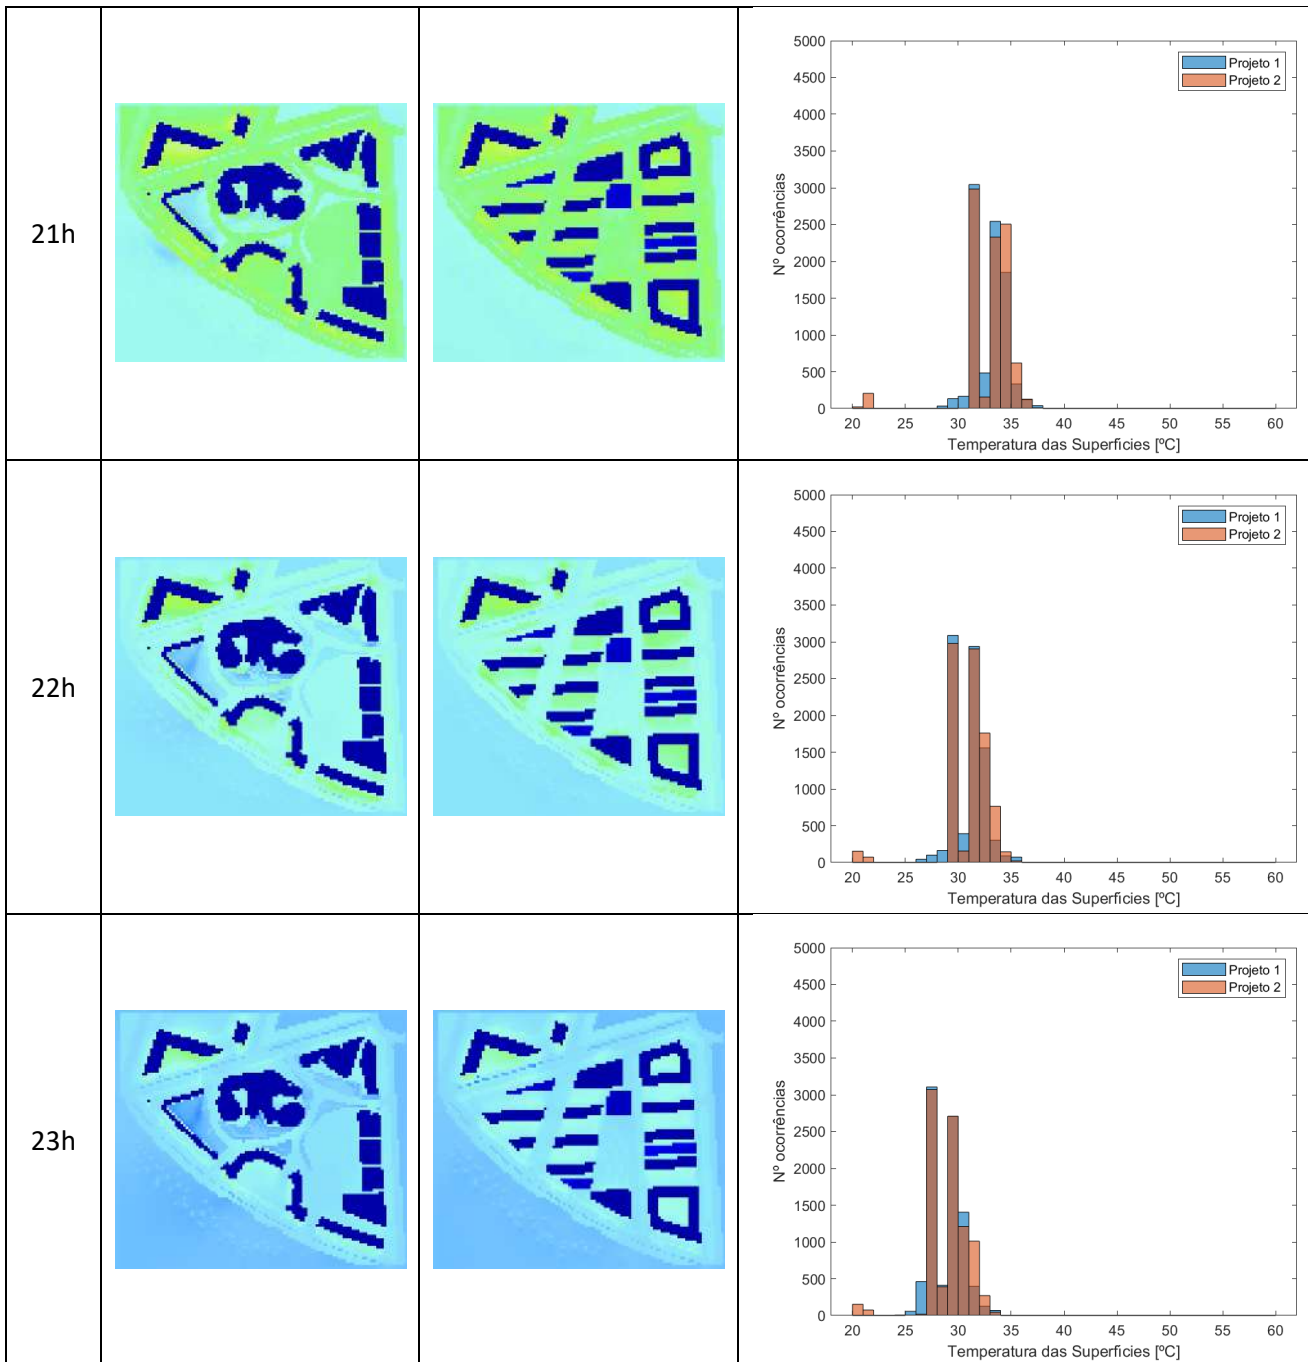 21h
5000
4500
4000
3500
3000
2500
2000
1500
1000
500
0
Nº ocorrências
Projeto 1
Projeto 2
20 25 30 35 40 45 50 55 60
Temperatura das Superfícies [ºC]
22h
5000
4500
4000
3500
3000
2500
2000
1500
1000
500
0
Nº ocorrências
Projeto 1
Projeto 2
20 25 30 35 40 45 50 55 60
Temperatura das Superfícies [ºC]
23h
5000
4500
4000
3500
3000
2500
2000
1500
1000
500
0
Nº ocorrências
Projeto 1
Projeto 2
20 25 30 35 40 45 50 55 60
Temperatura das Superfícies [ºC]